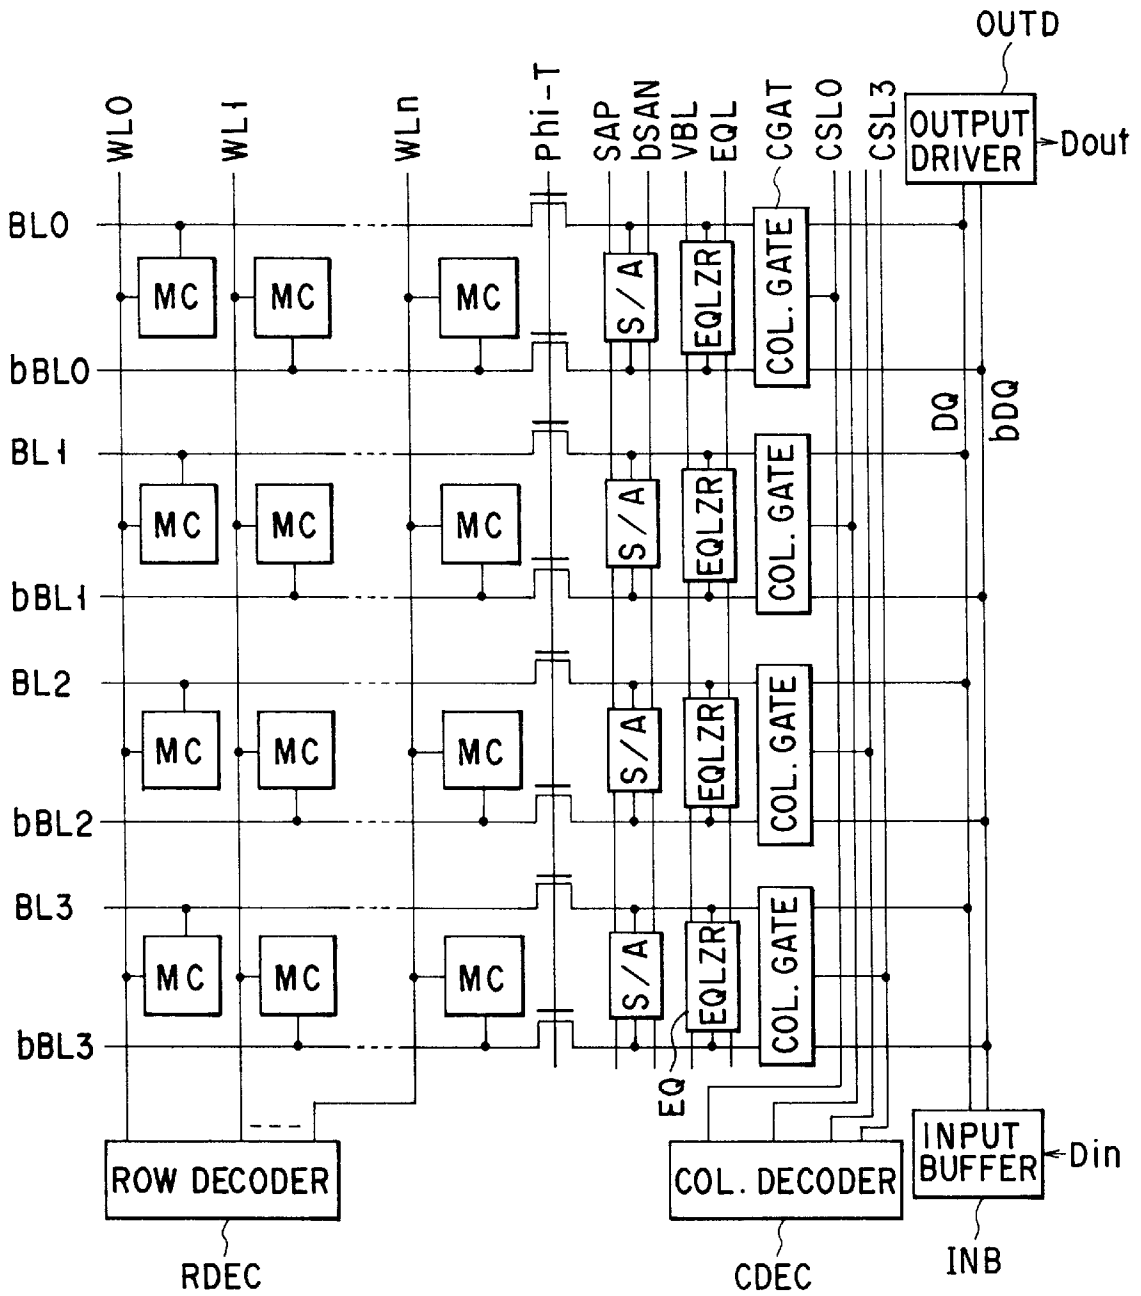 OUTD
WL0
WL1
WLn
Phi-T
SAP
bSAN
VBL
EQL
CGAT
CSL0
CSL3
OUTPUT
DRIVER
Dout
BL0
MC
MC
MC
S/A
EQLZR
COL. GATE
bBL0
DQ
bDQ
BL1
MC
MC
MC
S/A
EQLZR
COL. GATE
bBL1
BL2
MC
MC
MC
S/A
EQLZR
COL. GATE
bBL2
BL3
MC
MC
MC
S/A
EQLZR
COL. GATE
bBL3
EQ
ROW DECODER
COL. DECODER
INPUT
BUFFER
Din
RDEC
CDEC
INB